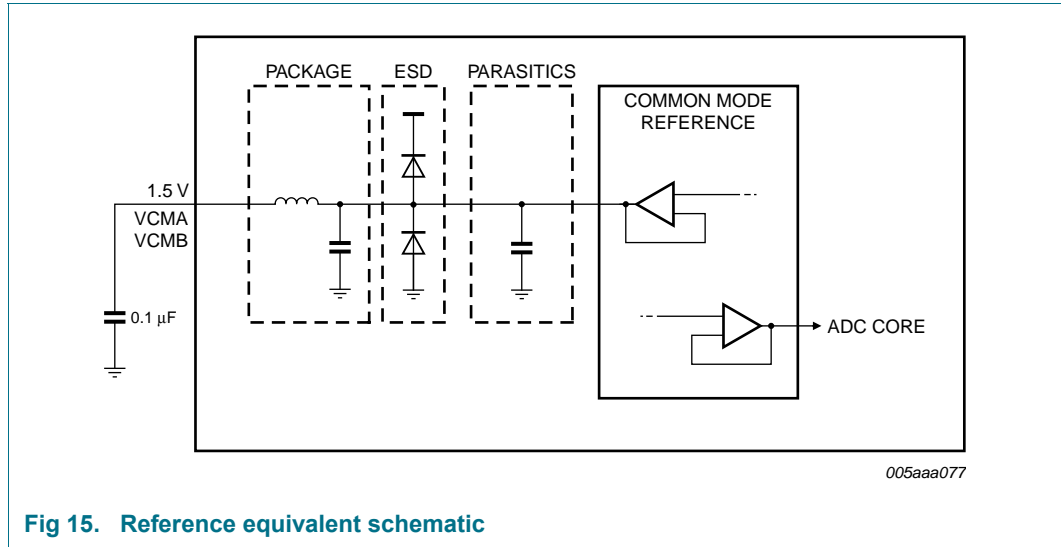 PACKAGE
ESD
PARASITICS
COMMON MODE
REFERENCE
1.5 V
VCMA
VCMB
0.1 μF
ADC CORE
005aaa077
Fig 15. Reference equivalent schematic